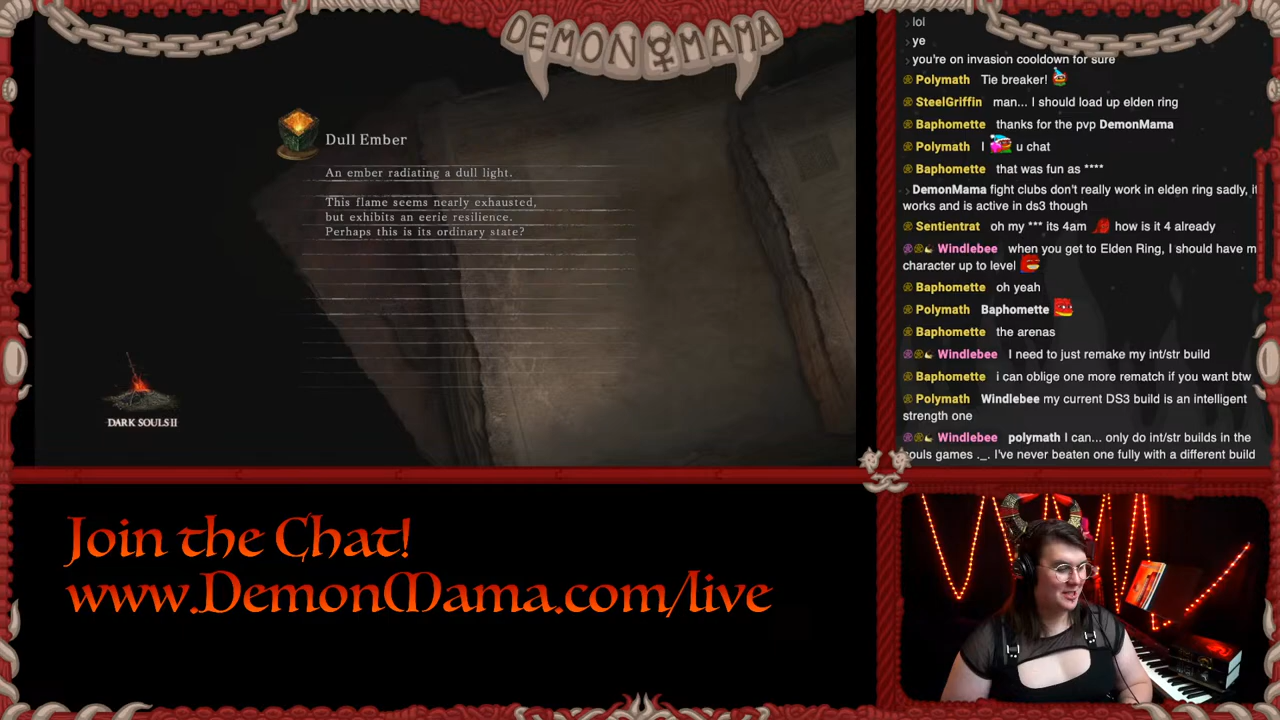 DEMON MAMA
Dull Ember
An ember radiating a dull light.
This flame seems nearly exhausted,
but exhibits an eerie resilience.
Perhaps this is its ordinary state?
DARK SOULS II
lol
ye
you're on invasion cooldown for sure
Polymath Tie breaker!
SteelGriffin man... I should load up elden ring
Baphomette thanks for the pvp DemonMama
Polymath I u chat
Baphomette that was fun as ****
DemonMama fight clubs don't really work in elden ring sadly, it
works and is active in ds3 though
Sentientrat oh my *** its 4am how is it 4 already
Windlebee when you get to Elden Ring, I should have m
character up to level
Baphomette oh yeah
Polymath Baphomette
Baphomette the arenas
Windlebee I need to just remake my int/str build
Baphomette i can oblige one more rematch if you want btw
Polymath Windlebee my current DS3 build is an intelligent
strength one
Windlebee polymath I can... only do int/str builds in the
souls games ._. I've never beaten one fully with a different build
Join the Chat!
www.DemonMama.com/live